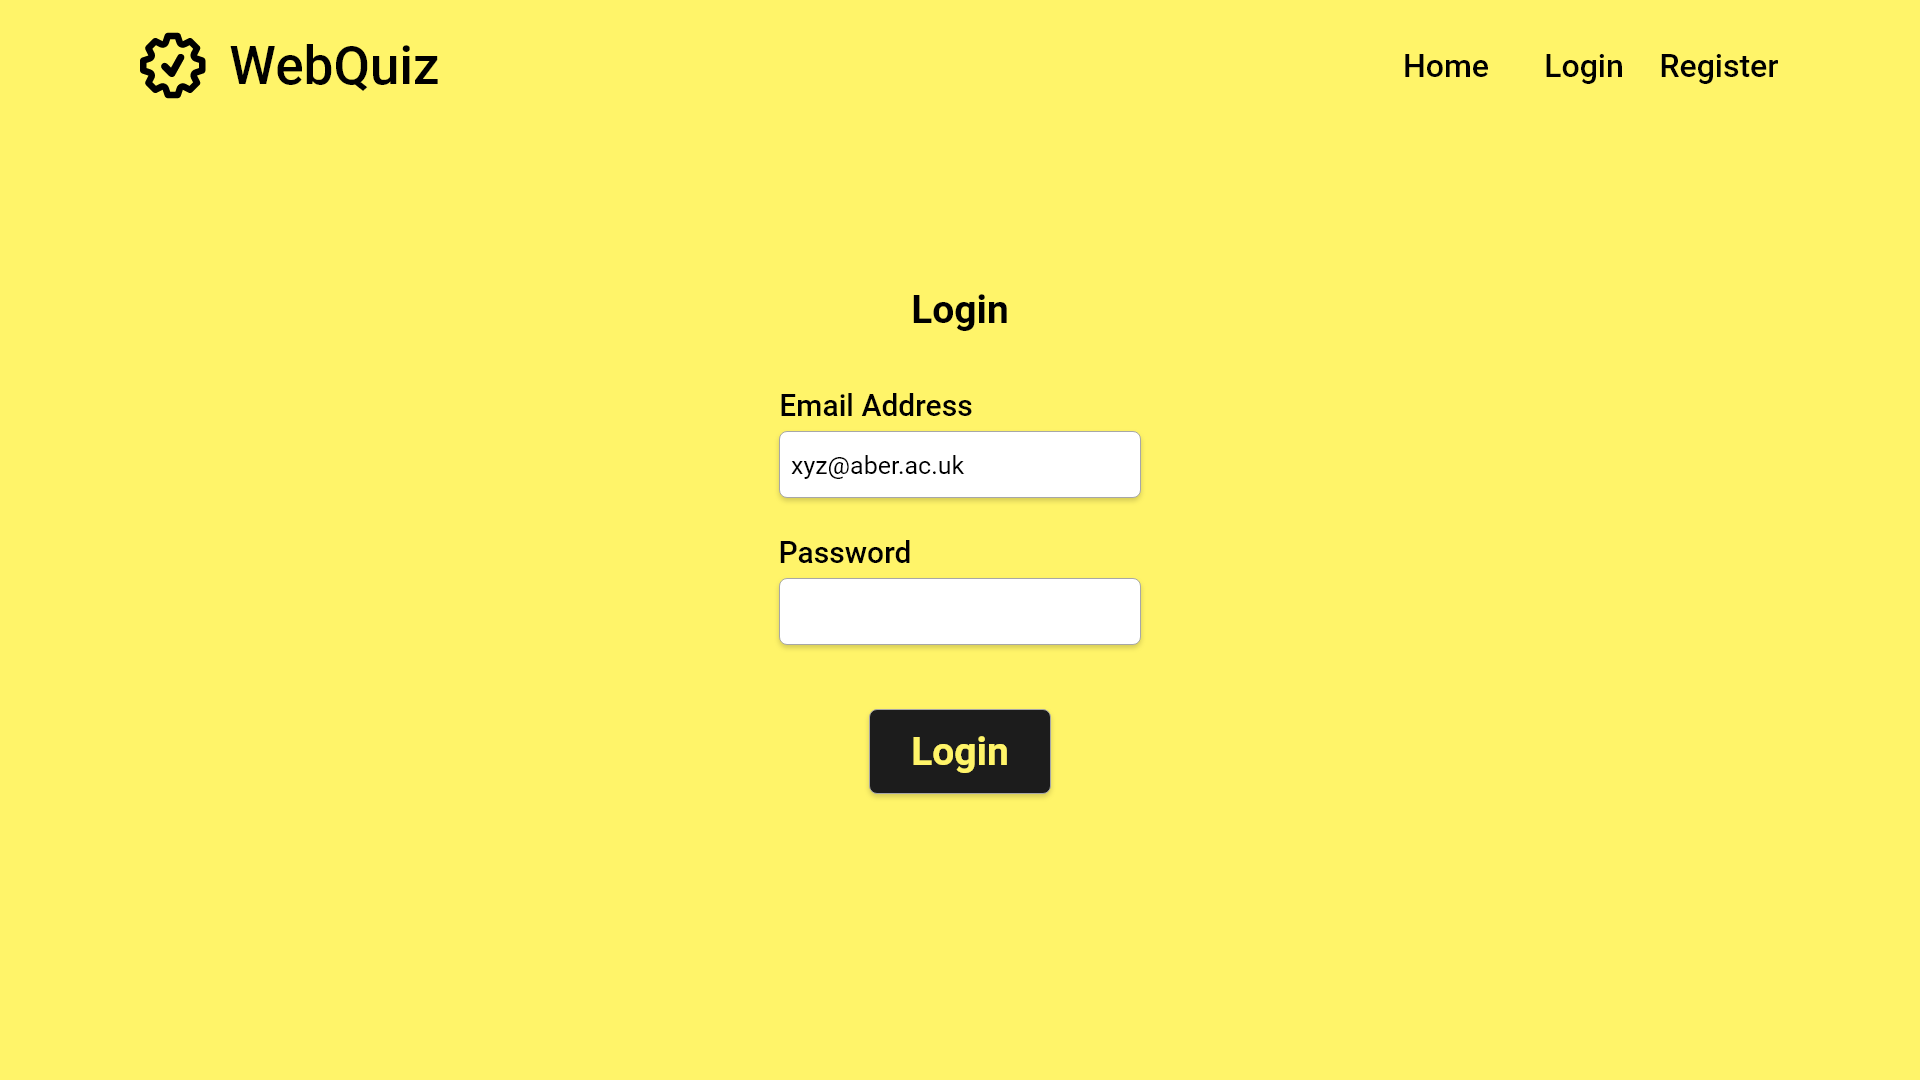 WebQuiz
Home Login Register
Login
Email Address
xyz@aber.ac.uk
Password
Login